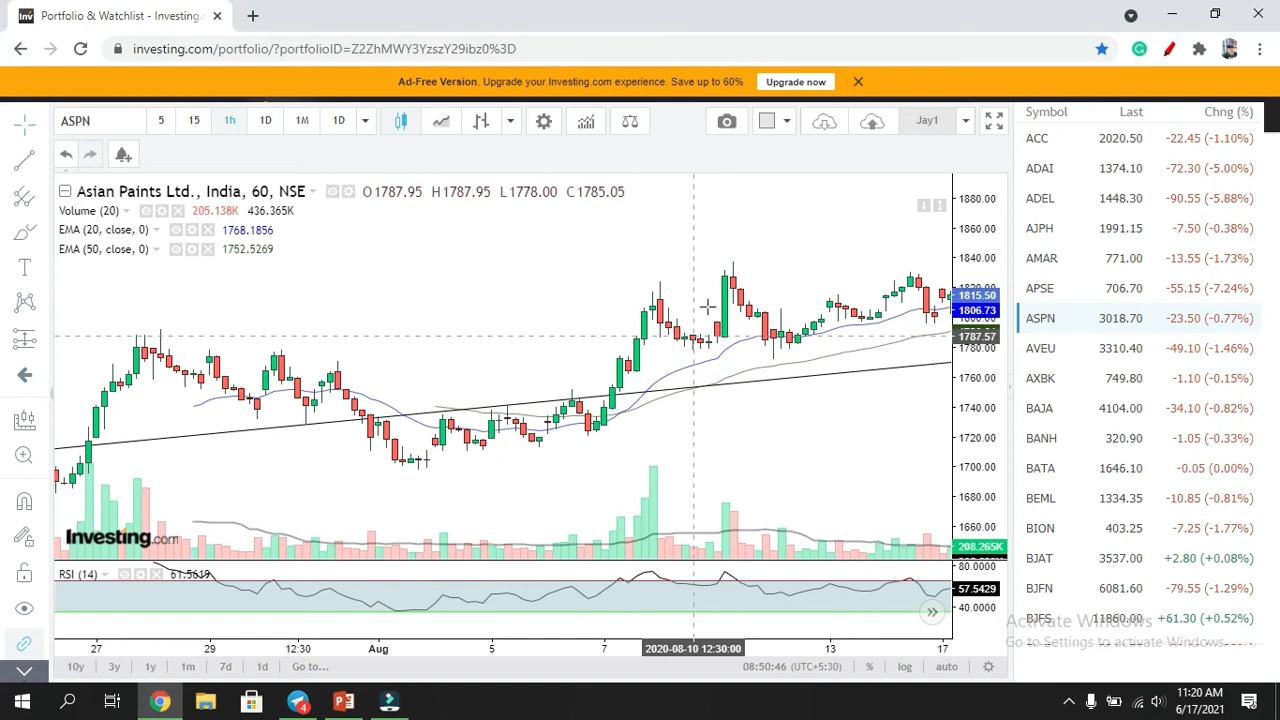 Portfolio & Watchlist - Investing.
investing.com/portfolio/?portfolioID=Z2ZhMWY3YzszY29ibz0%3D
Ad-Free Version. Upgrade your Investing.com experience. Save up to 60% Upgrade now
ASPN 5 15 1h 1D 1M 1D Jay1
Symbol Last Chng (%)
Asian Paints Ltd., India, 60, NSE O1787.95 H1787.95 L1778.00 C1785.05
Volume (20) 205.138K 436.365K
EMA (20, close, 0) 1768.1856
EMA (50, close, 0) 1752.5269
1880.00
1860.00
1840.00
1815.50
1806.73
1787.57
1780.00
1760.00
1740.00
1720.00
1700.00
1680.00
1660.00
208.265K
Investing.com
RSI (14) 61.5619
80.0000
57.5429
40.0000
27 29 12:30 Aug 5 7 2020-08-10 12:30:00 13 17
10y 3y 1y 1m 7d 1d Go to... 08:50:46 (UTC+5:30) % log auto
ACC 2020.50 -22.45 (-1.10%)
ADAI 1374.10 -72.30 (-5.00%)
ADEL 1448.30 -90.55 (-5.88%)
AJPH 1991.15 -7.50 (-0.38%)
AMAR 771.00 -13.55 (-1.73%)
APSE 706.70 -55.15 (-7.24%)
ASPN 3018.70 -23.50 (-0.77%)
AVEU 3310.40 -49.10 (-1.46%)
AXBK 749.80 -1.10 (-0.15%)
BAJA 4104.00 -34.10 (-0.82%)
BANH 320.90 -1.05 (-0.33%)
BATA 1646.10 -0.05 (0.00%)
BEML 1334.35 -10.85 (-0.81%)
BION 403.25 -7.25 (-1.77%)
BJAT 3537.00 +2.80 (+0.08%)
BJFN 6081.60 -79.55 (-1.29%)
BJFS 11860.00 +61.30 (+0.52%)
Activate Windows
Go to Settings to activate Windows.
4
11:20 AM
6/17/2021